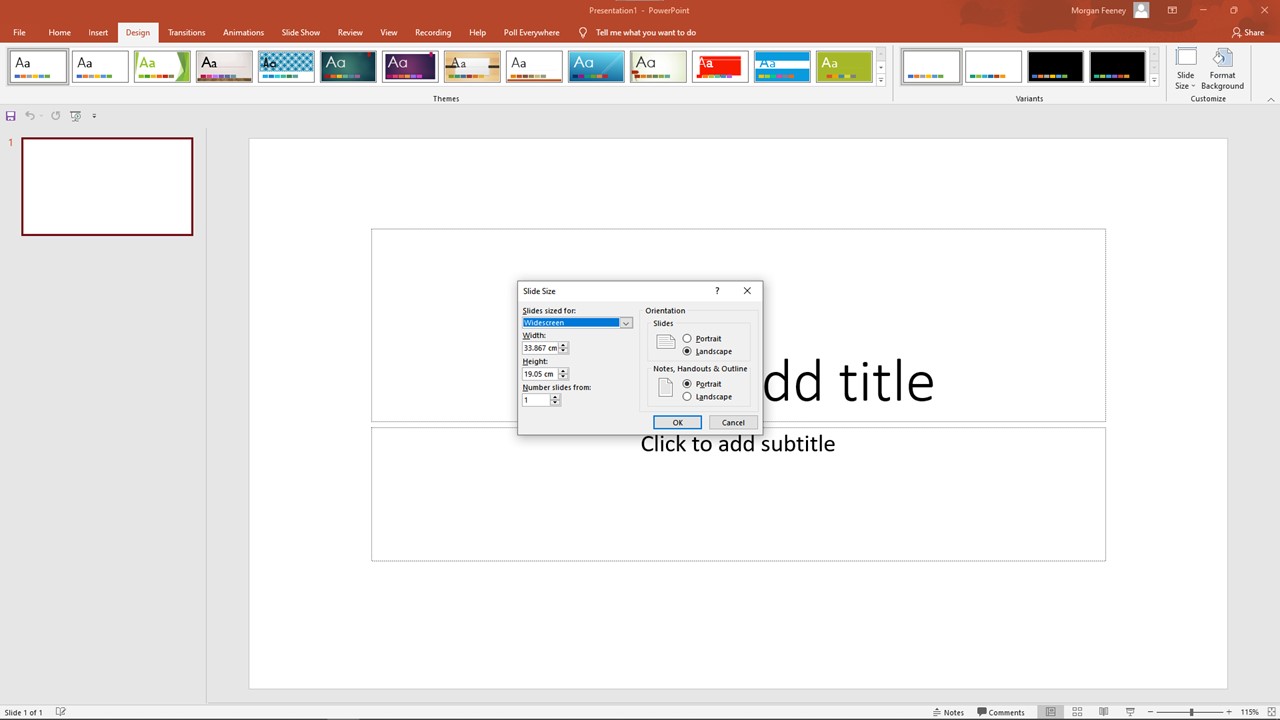 Presentation1 - PowerPoint
Morgan Feeney
File Home Insert Design Transitions Animations Slide Show Review View Recording Help Poll Everywhere Tell me what you want to do Share
Aa Aa Aa Aa Aa Aa Aa Aa Aa Aa Aa Aa Aa Aa
Slide Size
Format Background
Themes Variants Customize
1
Slide Size ?
Slides sized for:
Widescreen
Width:
33.867 cm
Height:
19.05 cm
Number slides from:
1
Orientation
Slides
Portrait
Landscape
Notes, Handouts & Outline
Portrait
Landscape
OK Cancel
dd title
Click to add subtitle
Slide 1 of 1 Notes Comments 115%